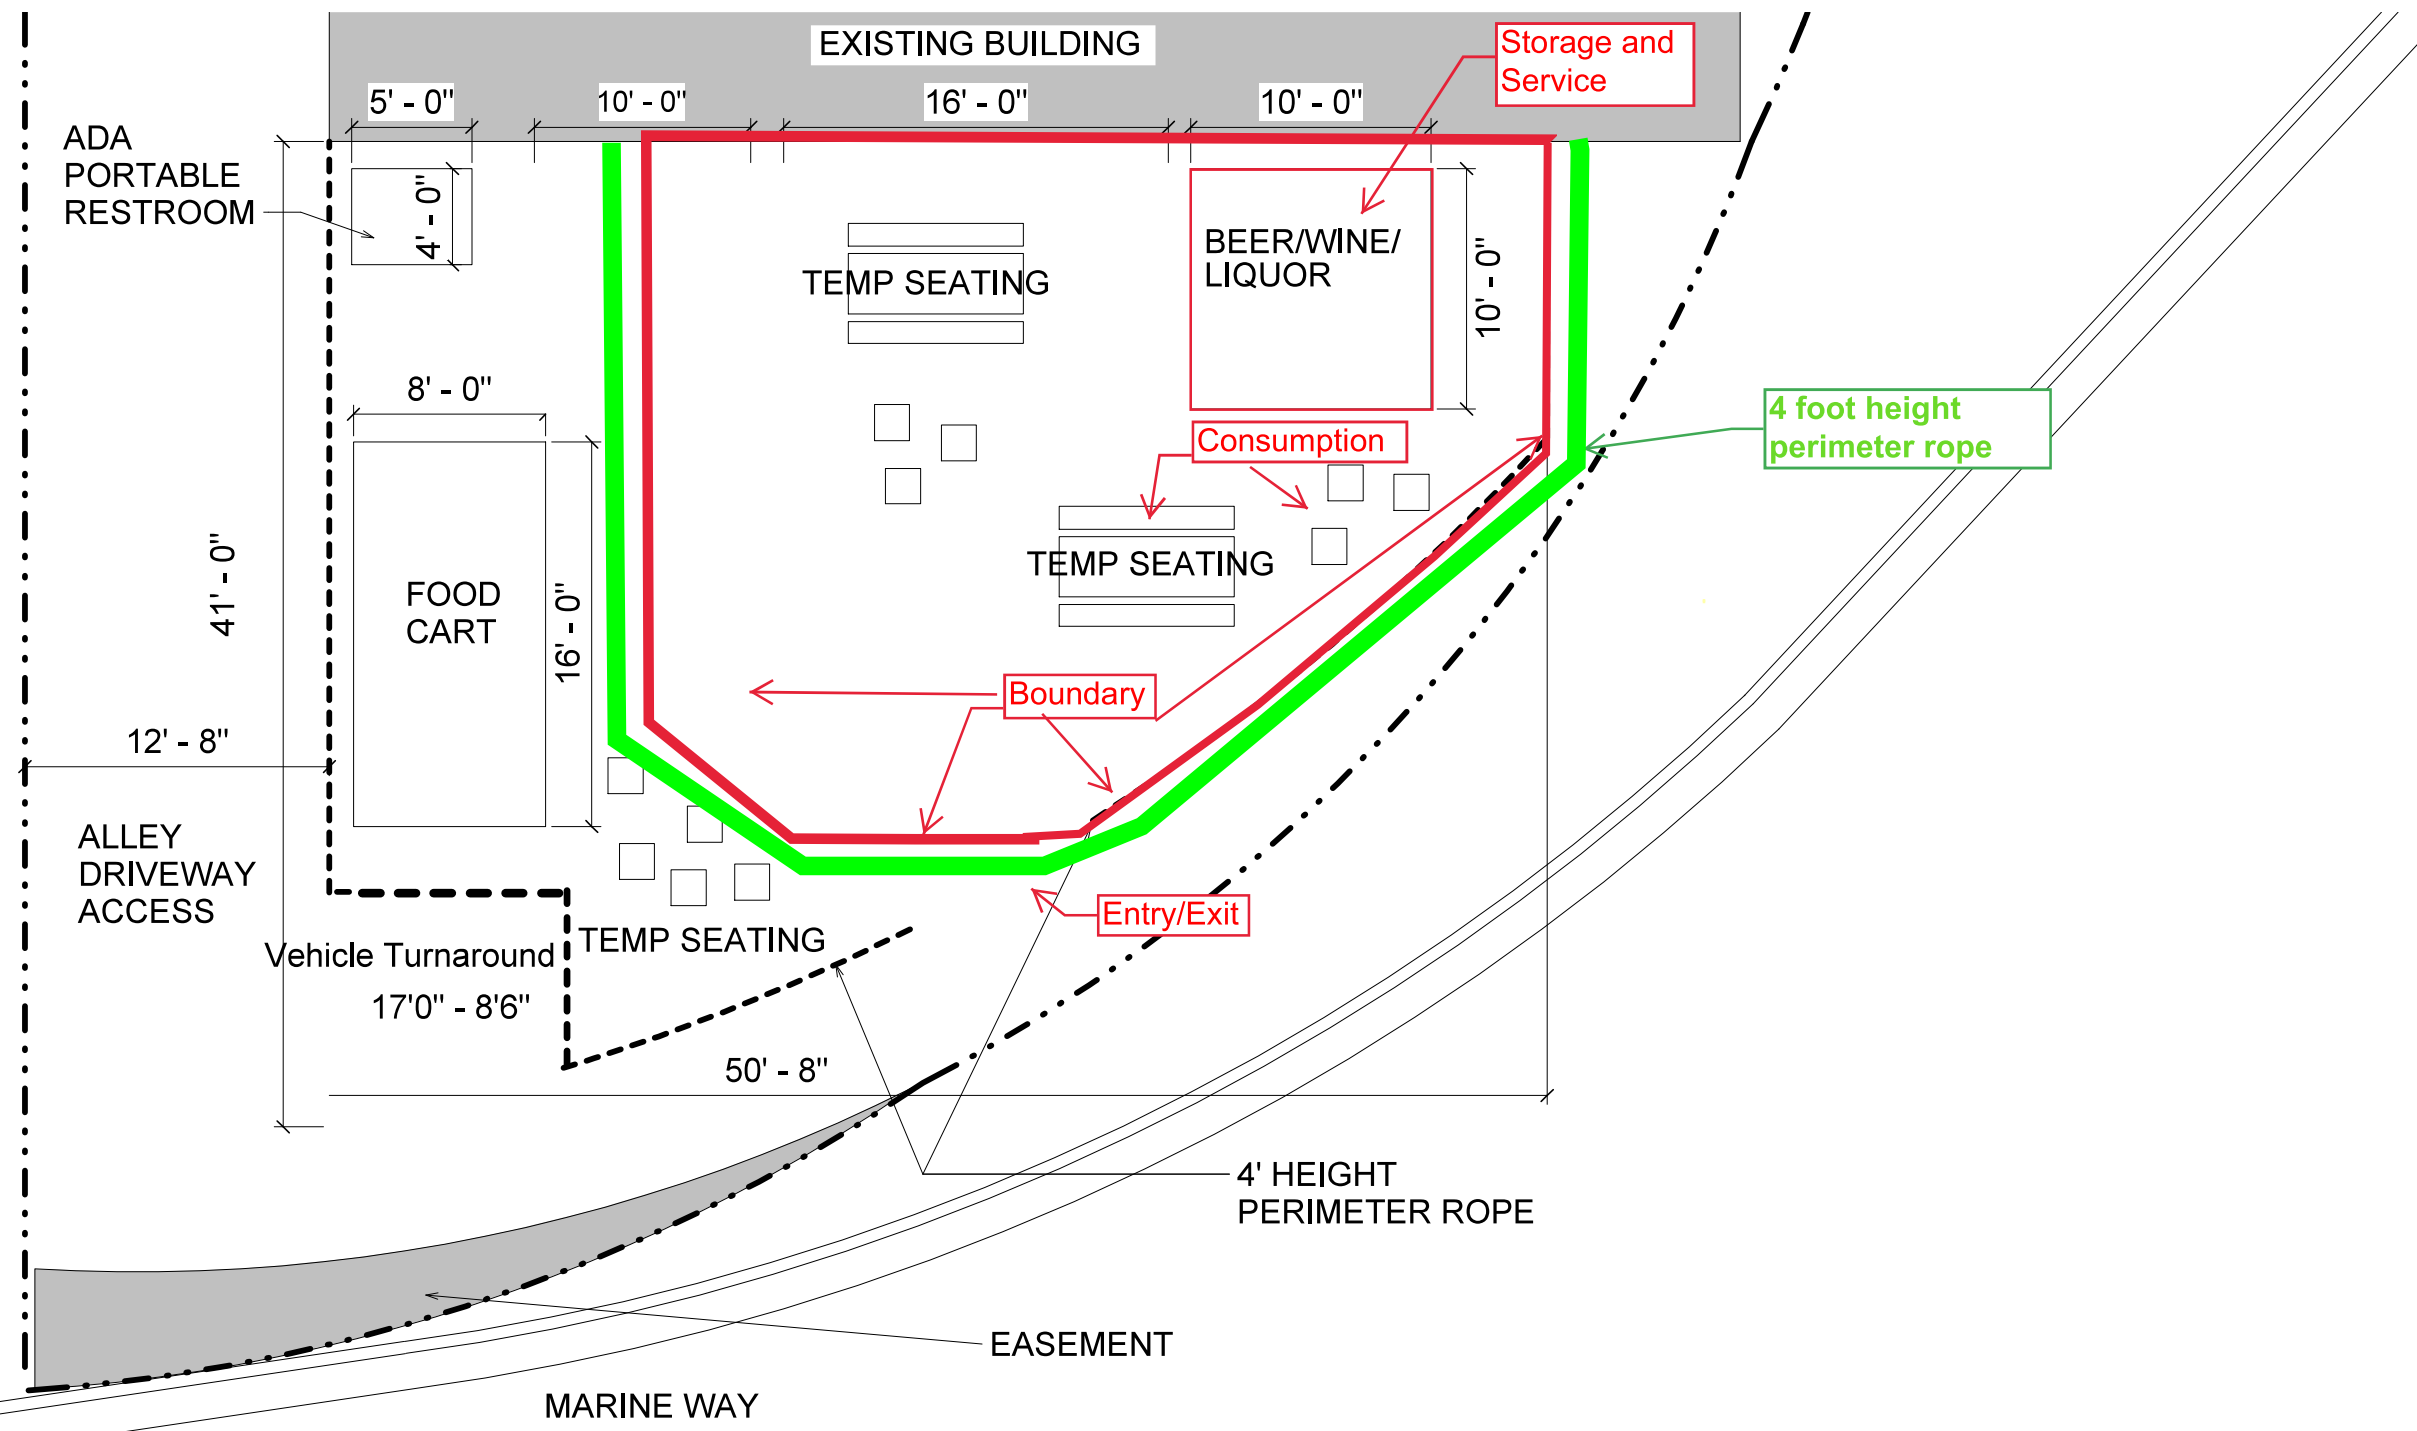 EXISTING BUILDING
Storage and
Service
5' - 0"
10' - 0"
16' - 0"
10' - 0"
ADA
PORTABLE
RESTROOM
4' - 0"
BEER/WINE/
LIQUOR
10' - 0"
TEMP SEATING
8' - 0"
4 foot height
perimeter rope
Consumption
41' - 0"
FOOD
CART
16' - 0"
TEMP SEATING
Boundary
12' - 8"
ALLEY
DRIVEWAY
ACCESS
Entry/Exit
Vehicle Turnaround
TEMP SEATING
17'0" - 8'6"
50' - 8"
4' HEIGHT
PERIMETER ROPE
EASEMENT
MARINE WAY